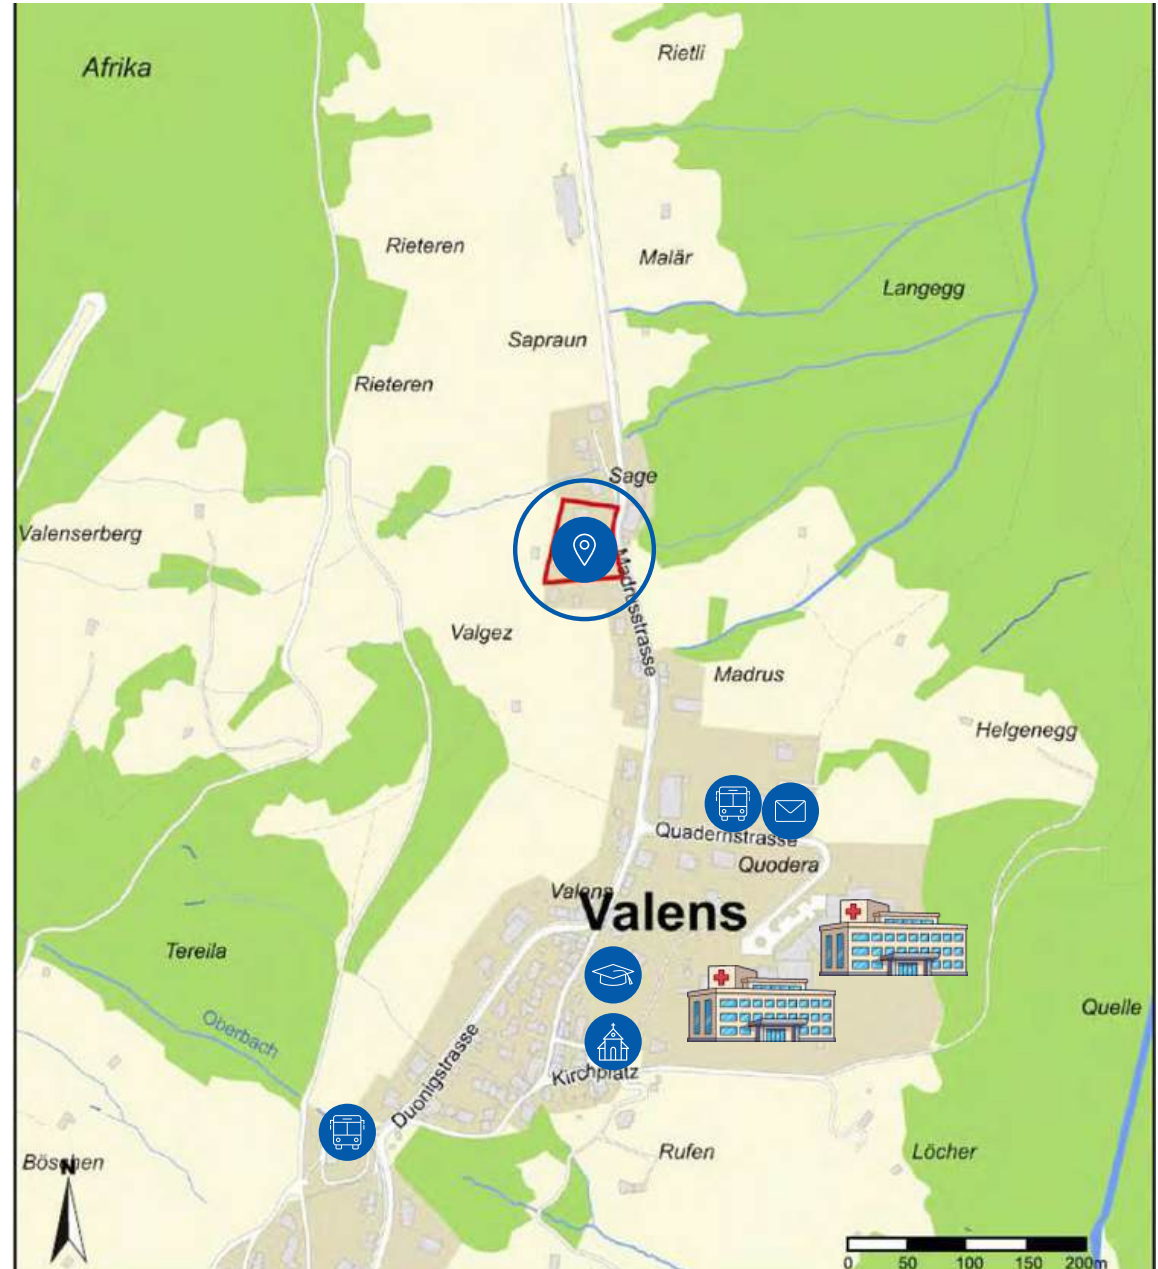 Rietli
Afrika
Rieteren
Malär
Langegg
Sapraun
Rieteren
Sage
Valenserberg
Madrusstrasse
Valgez
Madrus
Helgenegg
Quadernstrasse
Quodera
Valens
Valens
Tereila
Quelle
Oberbach
Duonigstrasse
Kirchplatz
Rufen
Löcher
Böschen
N
0 50 100 150 200m